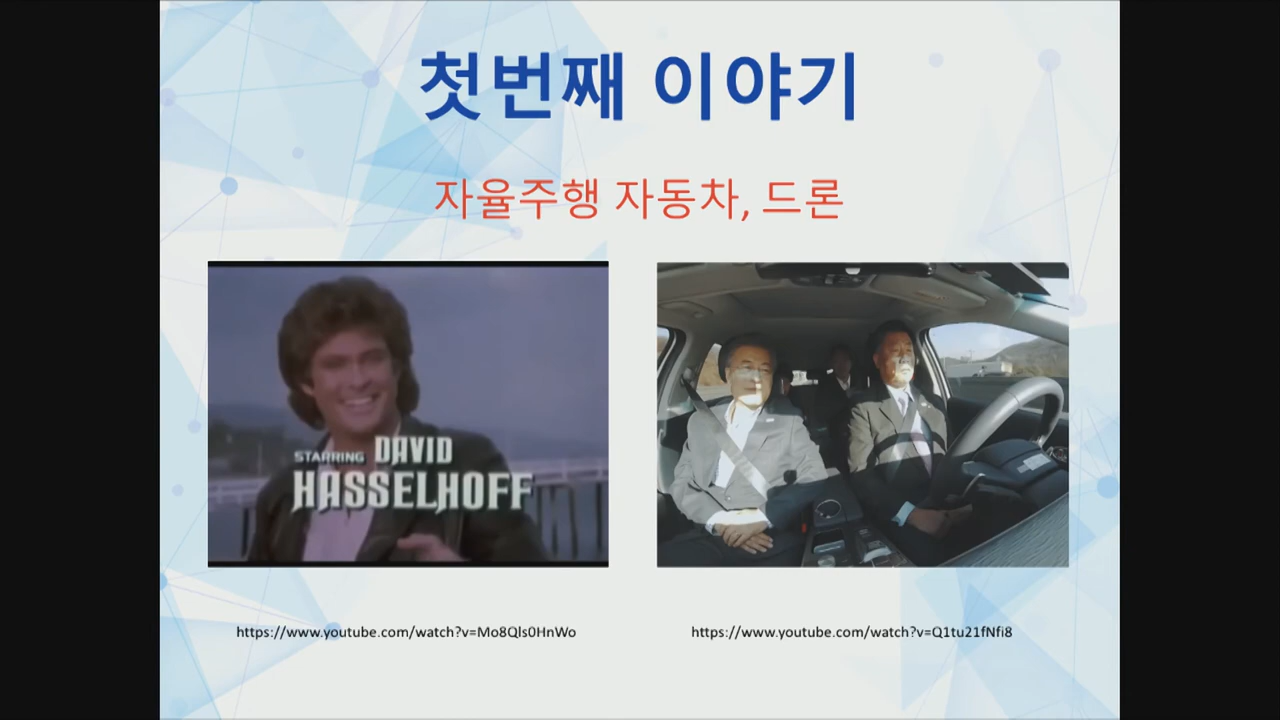 첫번째 이야기
자율주행 자동차, 드론
STARRING DAVID
HASSELHOFF
https://www.youtube.com/watch?v=Mo8Qls0HnWo
https://www.youtube.com/watch?v=Q1tu21fNfi8